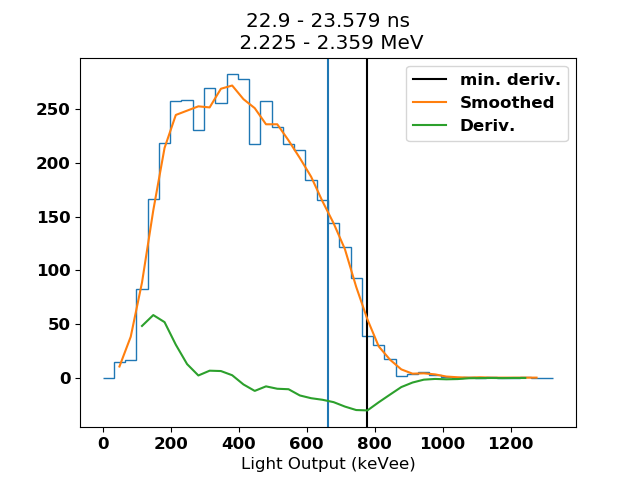 22.9 - 23.579 ns
2.225 - 2.359 MeV
min. deriv.
Smoothed
Deriv.
250
200
150
100
50
0
0 200 400 600 800 1000 1200
Light Output (keVee)